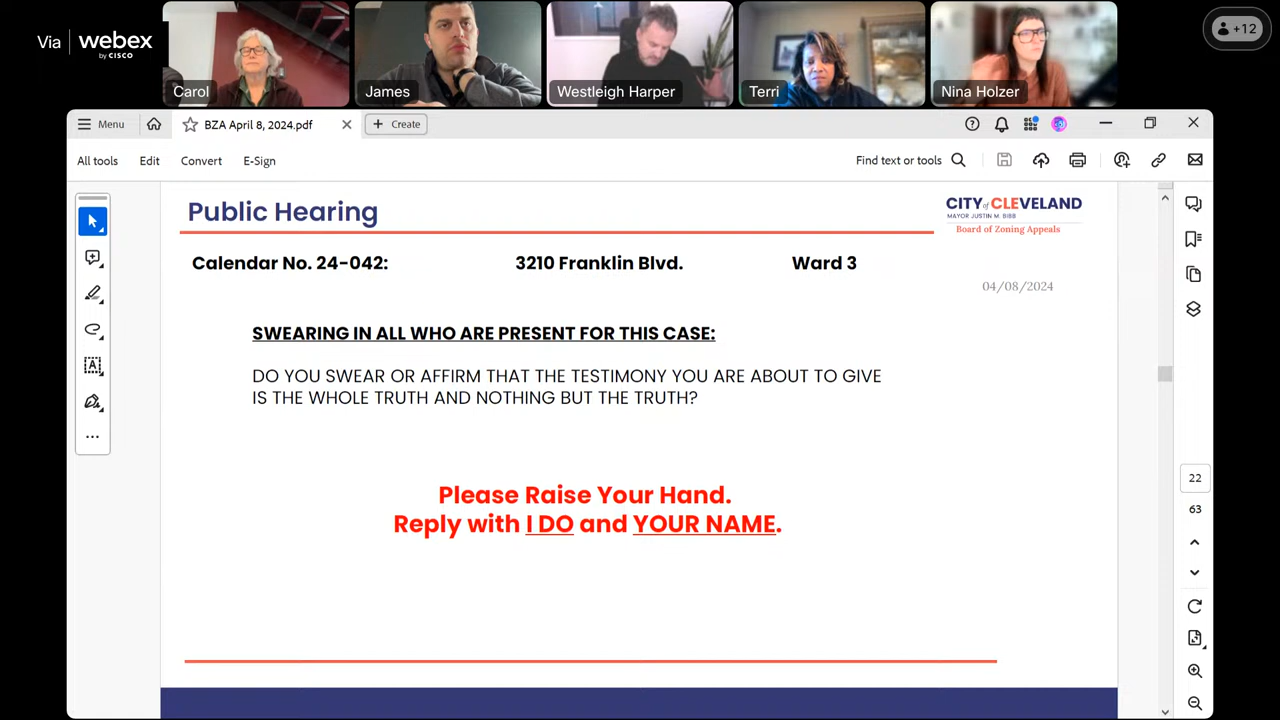 Via webex
by CISCO
Carol
James
Westleigh Harper
Terri
Nina Holzer
+12
Menu
BZA April 8, 2024.pdf
Create
All tools
Edit
Convert
E-Sign
Find text or tools
Public Hearing
CITY of CLEVELAND
MAYOR JUSTIN M. BIBB
Board of Zoning Appeals
Calendar No. 24-042: 3210 Franklin Blvd. Ward 3
04/08/2024
SWEARING IN ALL WHO ARE PRESENT FOR THIS CASE:
DO YOU SWEAR OR AFFIRM THAT THE TESTIMONY YOU ARE ABOUT TO GIVE
IS THE WHOLE TRUTH AND NOTHING BUT THE TRUTH?
Please Raise Your Hand.
Reply with I DO and YOUR NAME.
22
63